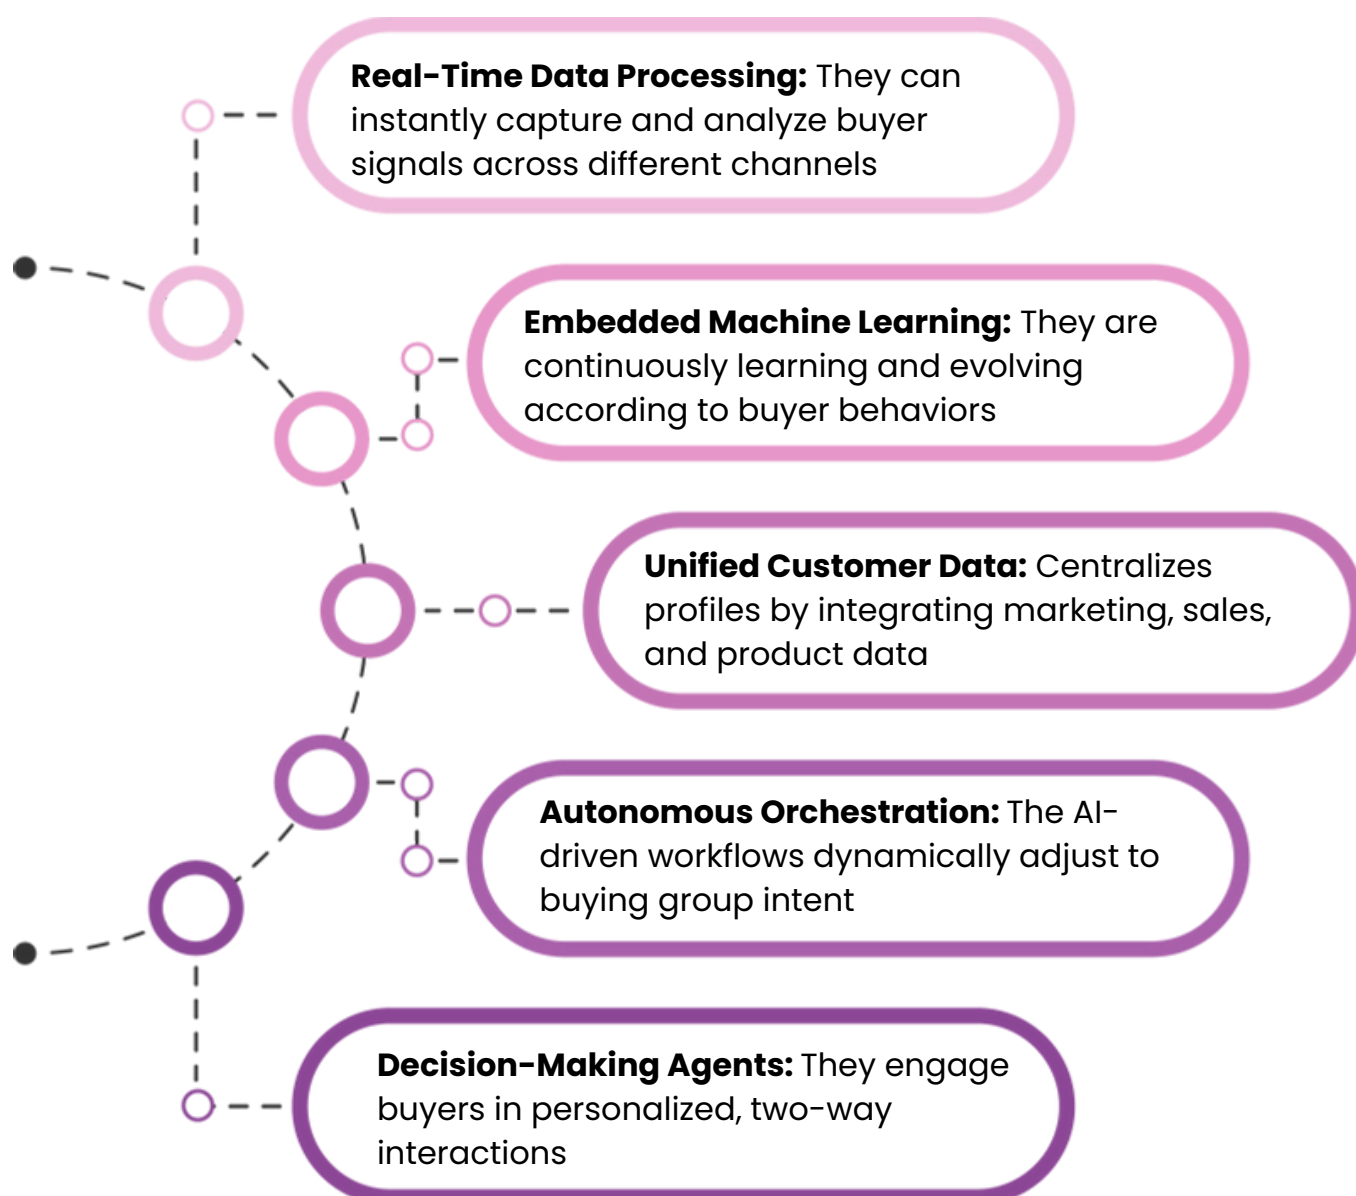 Real-Time Data Processing: They can
instantly capture and analyze buyer
signals across different channels
Embedded Machine Learning: They are
continuously learning and evolving
according to buyer behaviors
Unified Customer Data: Centralizes
profiles by integrating marketing, sales,
and product data
Autonomous Orchestration: The AI-
driven workflows dynamically adjust to
buying group intent
Decision-Making Agents: They engage
buyers in personalized, two-way
interactions